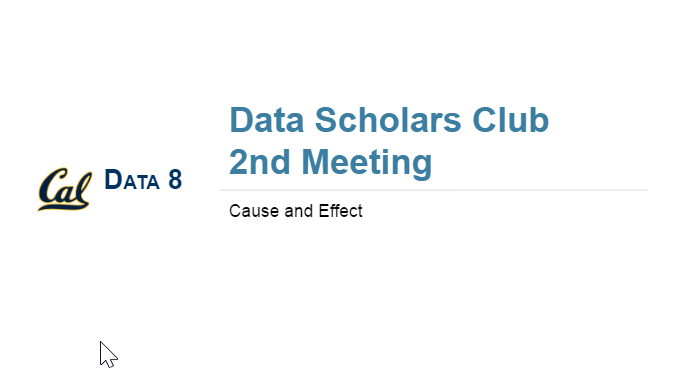 Data Scholars Club
2nd Meeting
Cal
DATA 8
Cause and Effect